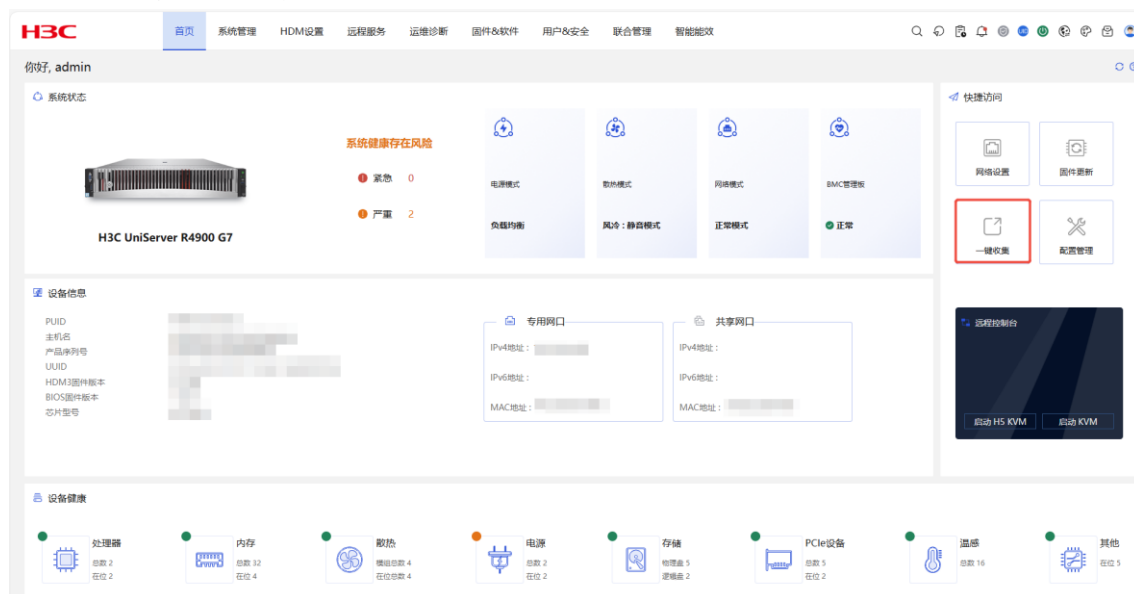 H3C 首页 系统管理 HDM设置 远程服务 运维诊断 固件&软件 用户&安全 联合管理 智能能效
你好, admin
系统状态
系统健康存在风险
紧急 0
严重 2
H3C UniServer R4900 G7
电源模式
负载均衡
散热模式
风冷：静音模式
网络模式
正常模式
BMC管理板
正常
快捷访问
网络设置
固件更新
一键收集
配置管理
设备信息
PUID
主机名
产品序列号
UUID
HDM3固件版本
BIOS固件版本
芯片型号
专用网口
IPv4地址：
IPv6地址：
MAC地址：
共享网口
IPv4地址：
IPv6地址：
MAC地址：
远程控制台
启动 H5 KVM 启动 KVM
设备健康
处理器
总数 2
在位 2
内存
总数 32
在位 4
散热
模组总数 4
在位总数 4
电源
总数 2
在位 2
存储
物理盘 5
逻辑盘 2
PCIe设备
总数 5
在位 2
温感
总数 16
其他
在位 5